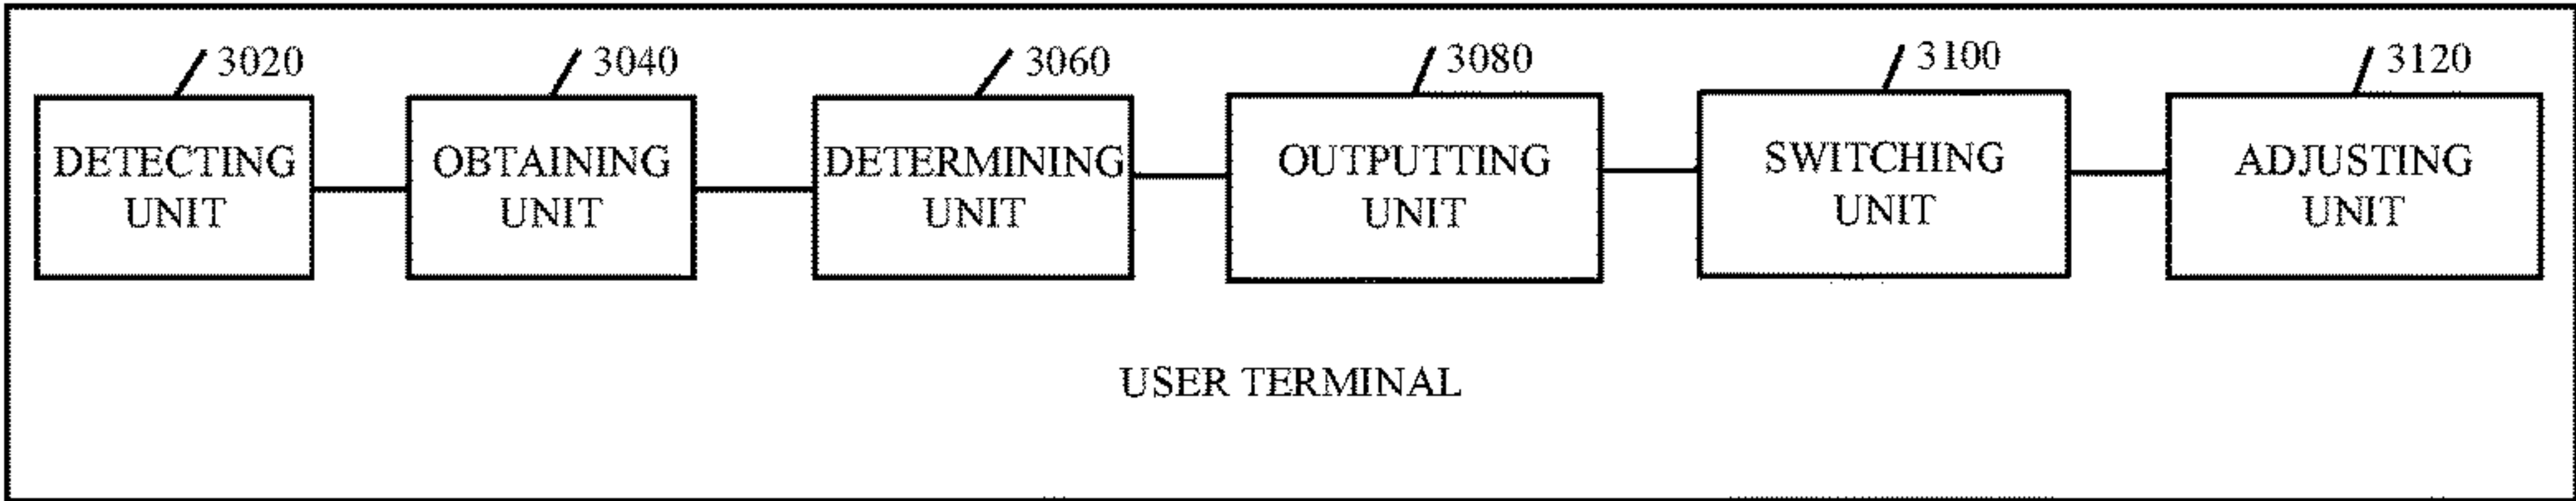 3020 3040 3060 3080 3100 3120
DETECTING UNIT
OBTAINING UNIT
DETERMINING UNIT
OUTPUTTING UNIT
SWITCHING UNIT
ADJUSTING UNIT
USER TERMINAL